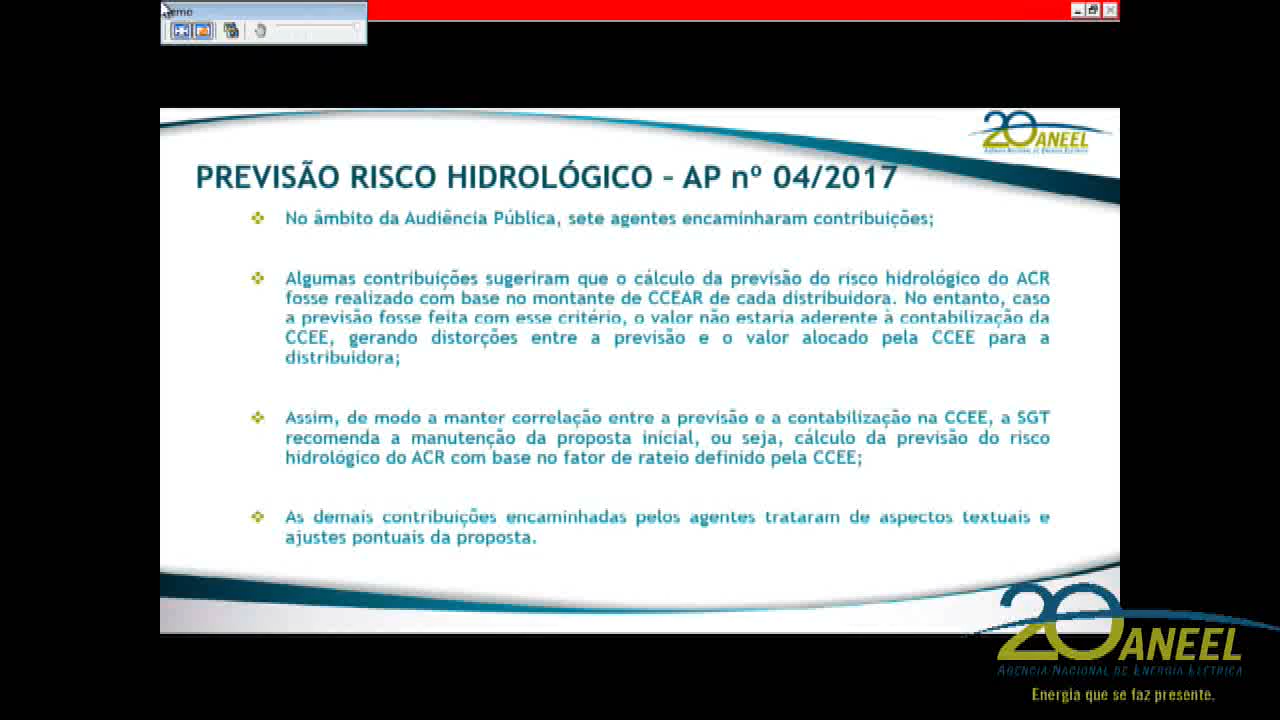 emo
20 ANEEL
AGÊNCIA NACIONAL DE ENERGIA ELÉTRICA
PREVISÃO RISCO HIDROLÓGICO – AP nº 04/2017
No âmbito da Audiência Pública, sete agentes encaminharam contribuições;
Algumas contribuições sugeriram que o cálculo da previsão do risco hidrológico do ACR
fosse realizado com base no montante de CCEAR de cada distribuidora. No entanto, caso
a previsão fosse feita com esse critério, o valor não estaria aderente à contabilização da
CCEE, gerando distorções entre a previsão e o valor alocado pela CCEE para a
distribuidora;
Assim, de modo a manter correlação entre a previsão e a contabilização na CCEE, a SGT
recomenda a manutenção da proposta inicial, ou seja, cálculo da previsão do risco
hidrológico do ACR com base no fator de rateio definido pela CCEE;
As demais contribuições encaminhadas pelos agentes trataram de aspectos textuais e
ajustes pontuais da proposta.
20 ANEEL
AGÊNCIA NACIONAL DE ENERGIA ELÉTRICA
Energia que se faz presente.